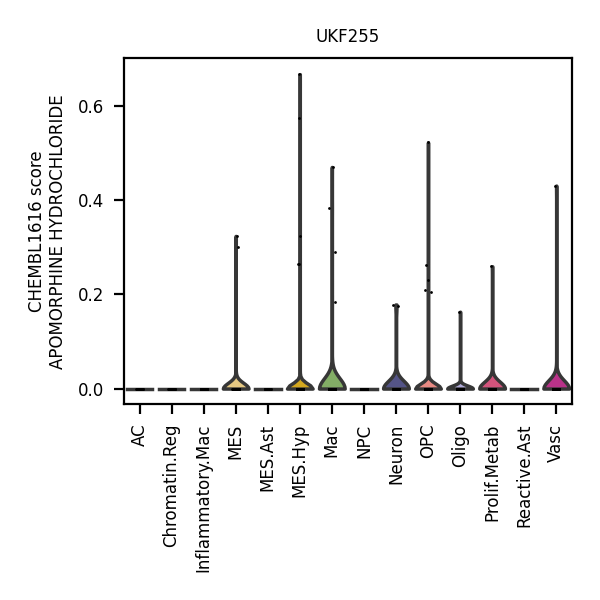 UKF255
CHEMBL1616 score
APOMORPHINE HYDROCHLORIDE
0.6
0.4
0.2
0.0
AC
Chromatin.Reg
Inflammatory.Mac
MES
MES.Ast
MES.Hyp
Mac
NPC
Neuron
OPC
Oligo
Prolif.Metab
Reactive.Ast
Vasc